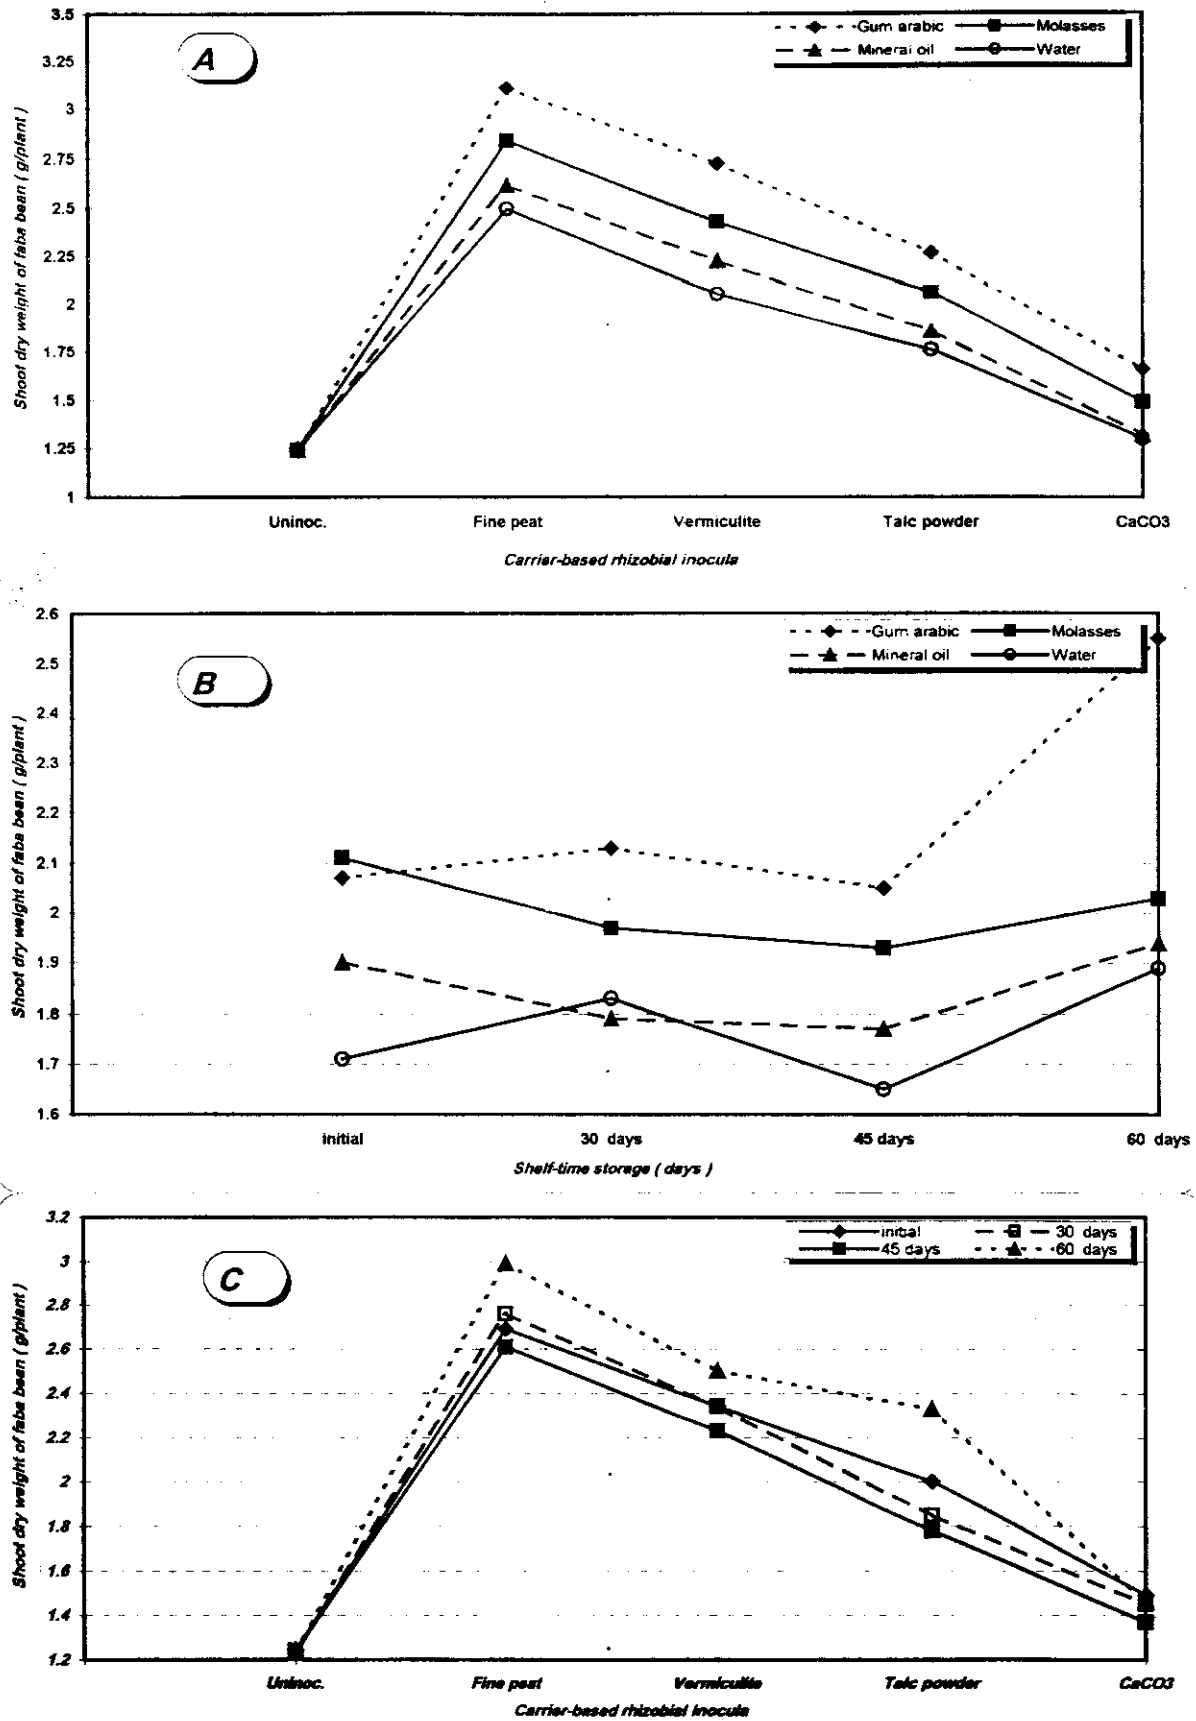 A
Gum arabic Molasses
Mineral oil Water
Shoot dry weight of faba bean ( g/plant )
3.5
3.25
3
2.75
2.5
2.25
2
1.75
1.5
1.25
1
Uninoc. Fine peat Vermiculite Talc powder CaCO3
Carrier-based rhizobial inocula
B
Gum arabic Molasses
Mineral oil Water
Shoot dry weight of faba bean ( g/plant )
2.6
2.5
2.4
2.3
2.2
2.1
2
1.9
1.8
1.7
1.6
initial 30 days 45 days 60 days
Shelf-time storage ( days )
C
initial 30 days
45 days 60 days
Shoot dry weight of faba bean ( g/plant )
3.2
3
2.8
2.6
2.4
2.2
2
1.8
1.6
1.4
1.2
Uninoc. Fine peat Vermiculite Talc powder CaCO3
Carrier-based rhizobial inocula